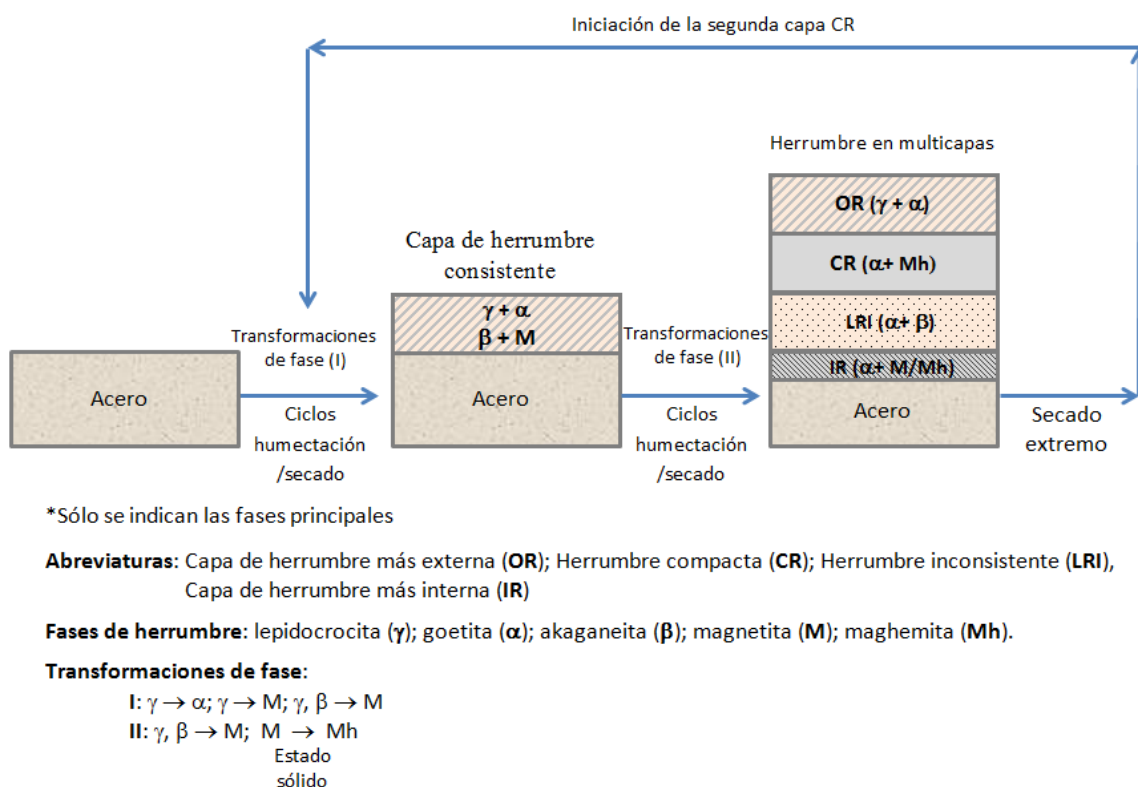 Iniciación de la segunda capa CR
Herrumbre en multicapas
OR (γ + α)
Capa de herrumbre
consistente
CR (α+ Mh)
γ + α
β + M
LRI (α+ β)
Transformaciones
de fase (I)
Transformaciones
de fase (II)
IR (α+ M/Mh)
Acero
Acero
Acero
Ciclos
humectación
/secado
Ciclos
humectación
/secado
Secado
extremo
*Sólo se indican las fases principales
Abreviaturas: Capa de herrumbre más externa (OR); Herrumbre compacta (CR); Herrumbre inconsistente (LRI),
Capa de herrumbre más interna (IR)
Fases de herrumbre: lepidocrocita (γ); goetita (α); akaganeita (β); magnetita (M); maghemita (Mh).
Transformaciones de fase:
I: γ → α; γ → M; γ, β → M
II: γ, β → M; M → Mh
Estado
sólido